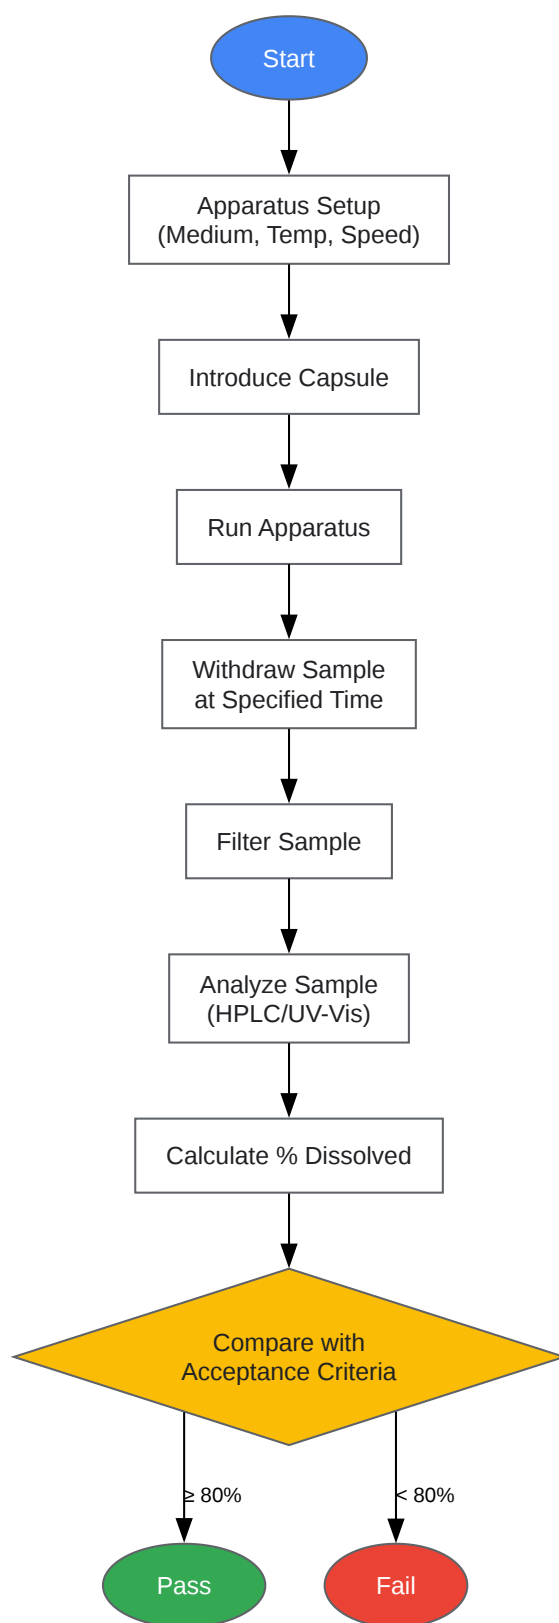 Start
Apparatus Setup
(Medium, Temp, Speed)
Introduce Capsule
Run Apparatus
Withdraw Sample
at Specified Time
Filter Sample
Analyze Sample
(HPLC/UV-Vis)
Calculate % Dissolved
Compare with
Acceptance Criteria
≥ 80%
< 80%
Pass
Fail